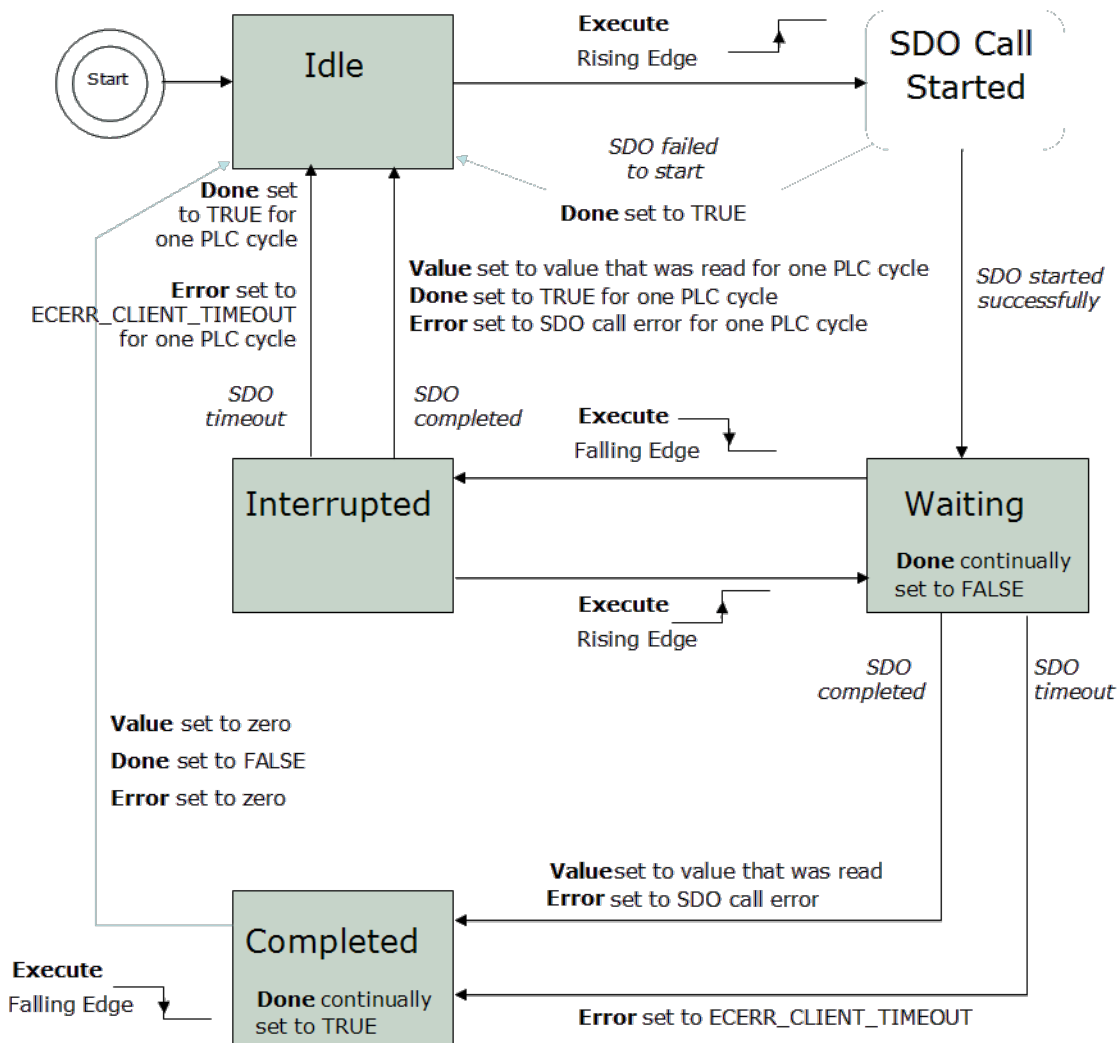 Start
Idle
Execute
Rising Edge
SDO Call
Started
SDO failed
to start
Done set to TRUE
Done set
to TRUE for
one PLC cycle
Error set to
ECERR_CLIENT_TIMEOUT
for one PLC cycle
Value set to value that was read for one PLC cycle
Done set to TRUE for one PLC cycle
Error set to SDO call error for one PLC cycle
SDO started
successfully
SDO
timeout
SDO
completed
Execute
Falling Edge
Interrupted
Waiting
Done continually
set to FALSE
Execute
Rising Edge
SDO
completed
SDO
timeout
Value set to zero
Done set to FALSE
Error set to zero
Valueset to value that was read
Error set to SDO call error
Completed
Done continually
set to TRUE
Execute
Falling Edge
Error set to ECERR_CLIENT_TIMEOUT